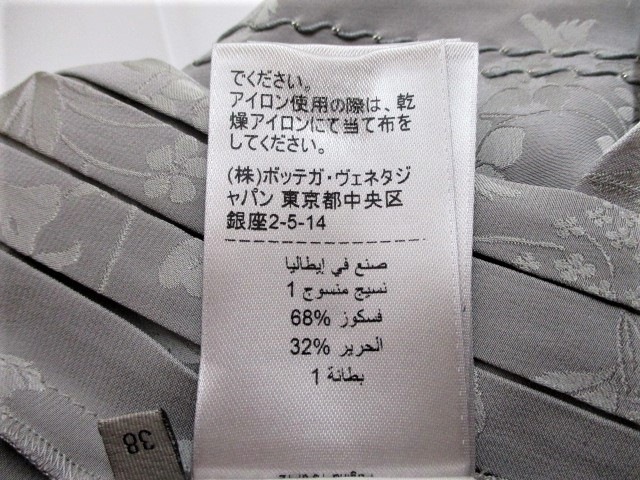 でください。
アイロン使用の際は、乾
燥アイロンにて当て布を
してください。
(株)ボッテガ・ヴェネタジ
ャパン 東京都中央区
銀座2-5-14
صنع في إيطاليا
نسيج منسوج 1
فسكوز %68
الحرير %32
بطانة 1
38